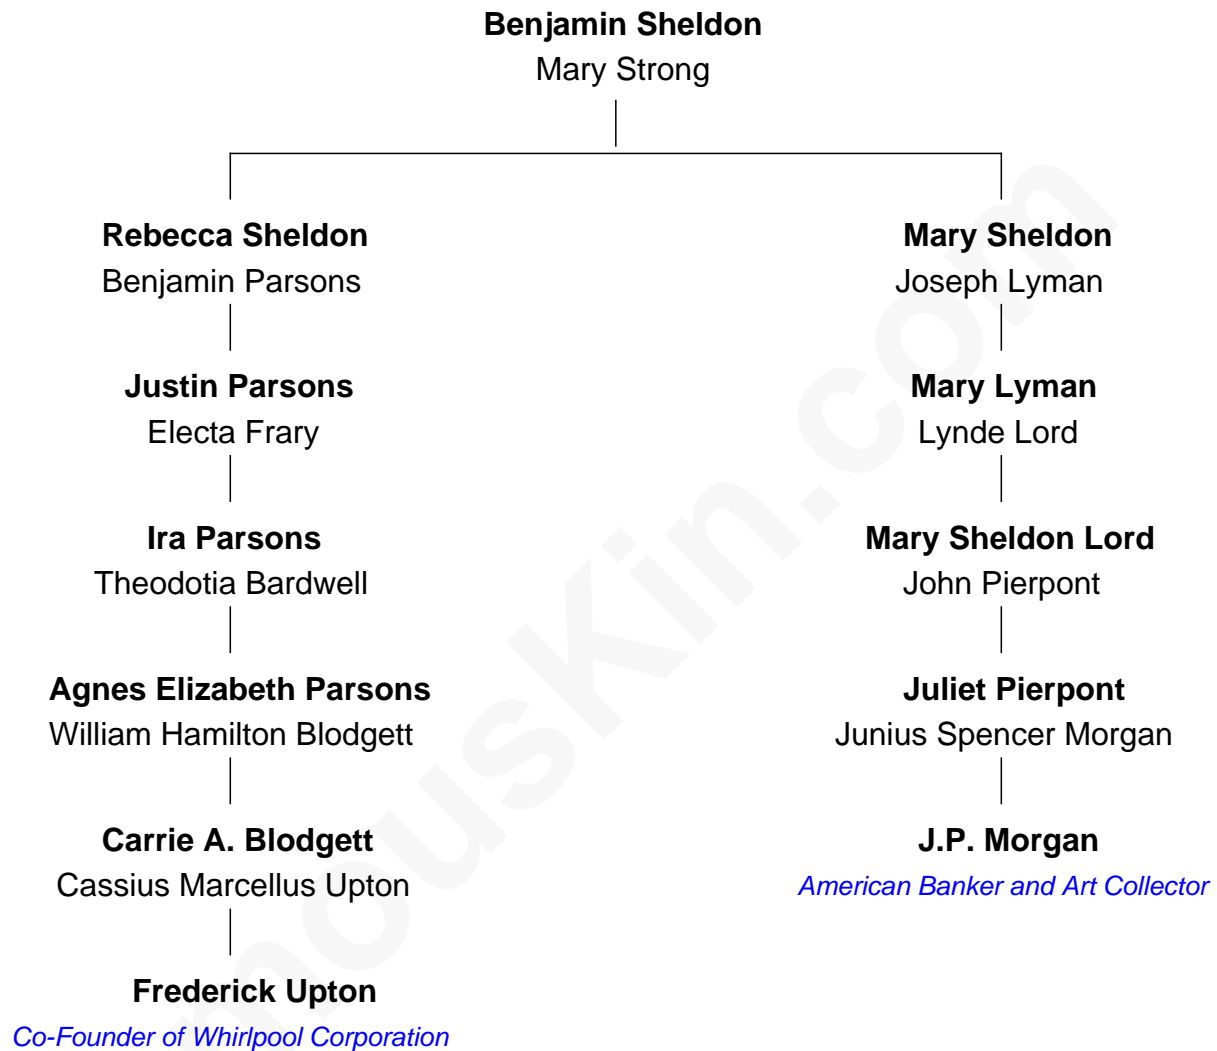 Benjamin Sheldon
Mary Strong
Rebecca Sheldon
Benjamin Parsons
Mary Sheldon
Joseph Lyman
Justin Parsons
Electa Frary
Mary Lyman
Lynde Lord
Ira Parsons
Theodotia Bardwell
Mary Sheldon Lord
John Pierpont
Agnes Elizabeth Parsons
William Hamilton Blodgett
Juliet Pierpont
Junius Spencer Morgan
Carrie A. Blodgett
Cassius Marcellus Upton
J.P. Morgan
American Banker and Art Collector
Frederick Upton
Co-Founder of Whirlpool Corporation
mousKin.com